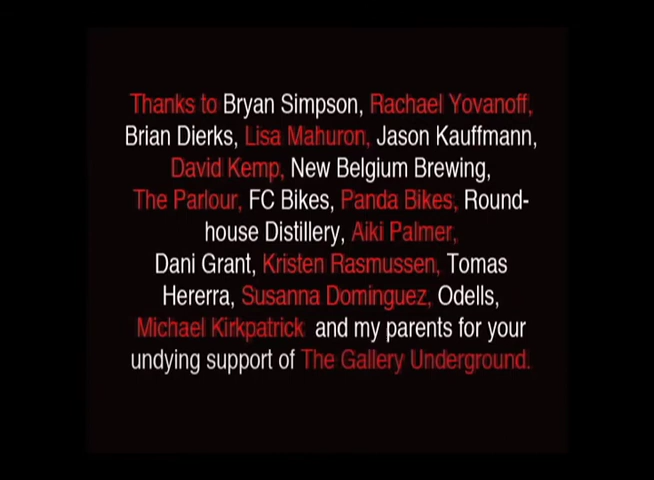 Thanks to Bryan Simpson, Rachael Yovanoff,
Brian Dierks, Lisa Mahuron, Jason Kauffmann,
David Kemp, New Belgium Brewing,
The Parlour, FC Bikes, Panda Bikes, Round-
house Distillery, Aiki Palmer,
Dani Grant, Kristen Rasmussen, Tomas
Hererra, Susanna Dominguez, Odells,
Michael Kirkpatrick and my parents for your
undying support of The Gallery Underground.